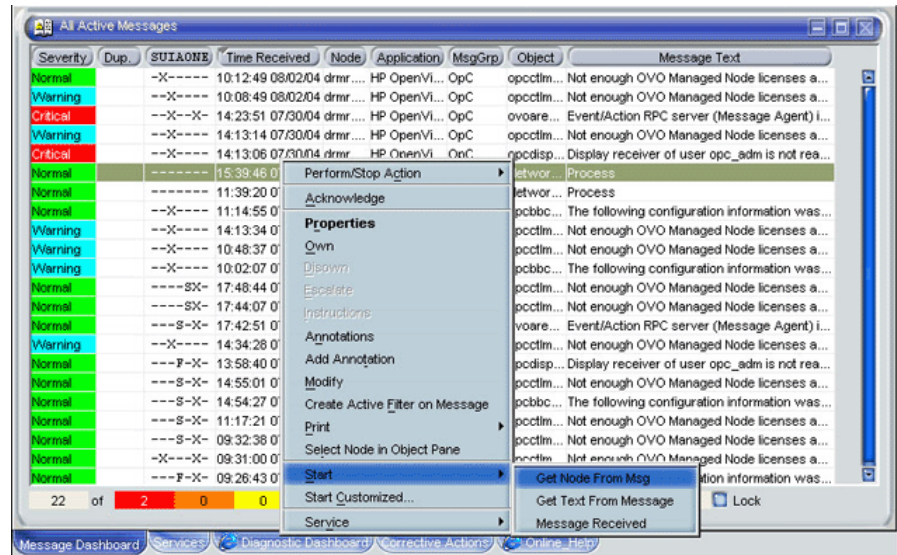 All Active Messages
Severity Dup. SUIAONE Time Received Node Application MsgGrp Object Message Text
Normal -X----- 10:12:49 08/02/04 drmr.... HP OpenVi... OpC opcctlm... Not enough OVO Managed Node licenses a...
Warning --X---- 10:08:49 08/02/04 drmr.... HP OpenVi... OpC opcctlm... Not enough OVO Managed Node licenses a...
Critical --X--X- 14:23:51 07/30/04 drmr.... HP OpenVi... OpC ovoare... Event/Action RPC server (Message Agent) i...
Warning --X---- 14:13:14 07/30/04 drmr.... HP OpenVi... OpC opcctlm... Not enough OVO Managed Node licenses a...
Critical --X---- 14:13:06 07/30/04 drmr.... HP OpenVi... OpC opcdisp... Display receiver of user opc_adm is not rea...
Normal ------- 15:39:46 0 Perform/Stop Action etwor... Process
Normal ------- 11:39:20 0 Acknowledge etwor... Process
Normal --X---- 11:14:55 0 Properties pcbbc... The following configuration information was...
Warning --X---- 14:13:34 0 Own pcctlm... Not enough OVO Managed Node licenses a...
Warning --X---- 10:48:37 0 pcctlm... Not enough OVO Managed Node licenses a...
Warning --X---- 10:02:07 0 Disown pcbbc... The following configuration information was...
Normal ----SX- 17:48:44 0 Escalate pcctlm... Not enough OVO Managed Node licenses a...
Normal ----SX- 17:44:07 0 Instructions pcctlm... Not enough OVO Managed Node licenses a...
Normal ---S-X- 17:42:51 0 Annotations voare... Event/Action RPC server (Message Agent) i...
Warning --X---- 14:34:28 0 pcctlm... Not enough OVO Managed Node licenses a...
Normal ---F-X- 13:58:40 0 Add Annotation pcdisp... Display receiver of user opc_adm is not rea...
Normal ---S-X- 14:55:01 0 Modify pcctlm... Not enough OVO Managed Node licenses a...
Normal ---S-X- 14:54:27 0 Create Active Filter on Message pcbbc... The following configuration information was...
Normal ---S-X- 11:17:21 0 Print pcctlm... Not enough OVO Managed Node licenses a...
Normal ---S-X- 09:32:38 0 Select Node in Object Pane pcctlm... Not enough OVO Managed Node licenses a...
Normal -X---X- 09:31:00 0 pcctlm... Not enough OVO Managed Node licenses a...
Normal ---F-X- 09:26:43 0 Start Get Node From Msg ation information was...
22 of 2 0 0 Start Customized... Get Text From Message Lock
Service Message Received
Message Dashboard Services Diagnostic Dashboard Corrective Actions Online_Help